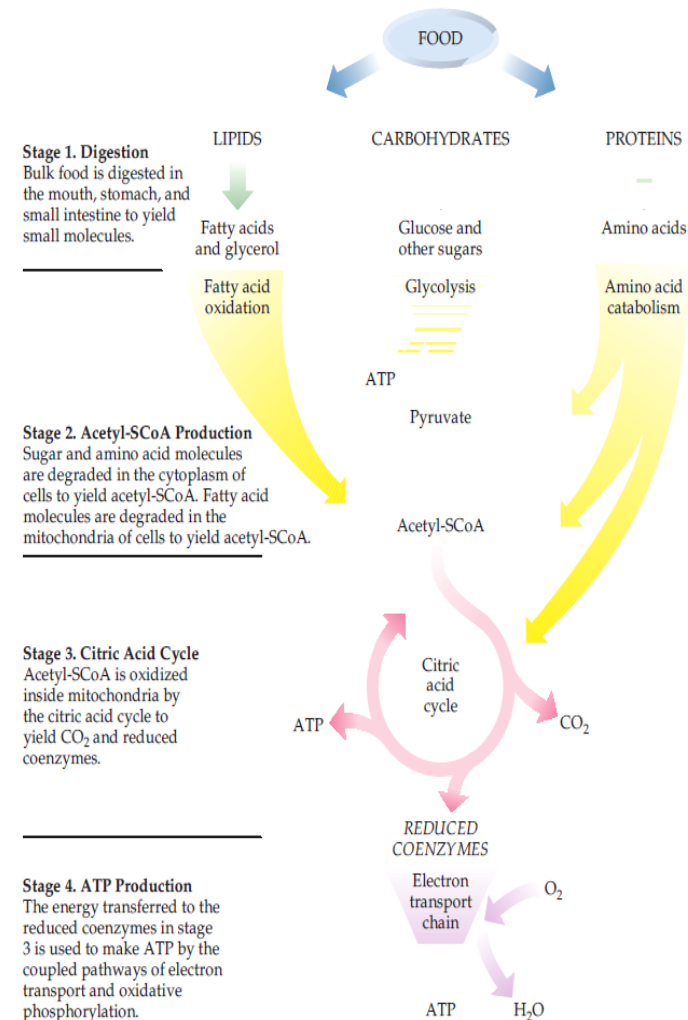 FOOD
LIPIDS
CARBOHYDRATES
PROTEINS
Stage 1. Digestion
Bulk food is digested in
the mouth, stomach, and
small intestine to yield
small molecules.
Fatty acids
and glycerol
Glucose and
other sugars
Amino acids
Fatty acid
oxidation
Glycolysis
Amino acid
catabolism
ATP
Pyruvate
Stage 2. Acetyl-SCoA Production
Sugar and amino acid molecules
are degraded in the cytoplasm of
cells to yield acetyl-SCoA. Fatty acid
molecules are degraded in the
mitochondria of cells to yield acetyl-SCoA.
Acetyl-SCoA
Stage 3. Citric Acid Cycle
Acetyl-SCoA is oxidized
inside mitochondria by
the citric acid cycle to
yield CO₂ and reduced
coenzymes.
Citric
acid
cycle
ATP
CO₂
REDUCED
COENZYMES
Stage 4. ATP Production
The energy transferred to the
reduced coenzymes in stage
3 is used to make ATP by the
coupled pathways of electron
transport and oxidative
phosphorylation.
Electron
transport
chain
O₂
ATP
H₂O